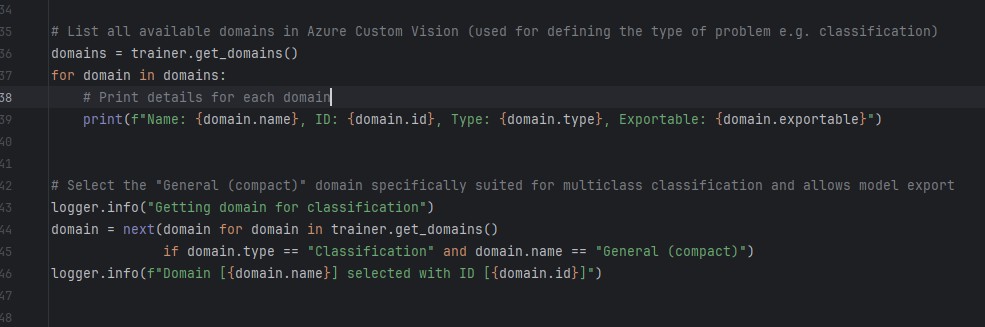 34
35 # List all available domains in Azure Custom Vision (used for defining the type of problem e.g. classification)
36 domains = trainer.get_domains()
37 for domain in domains:
38     # Print details for each domain
39     print(f"Name: {domain.name}, ID: {domain.id}, Type: {domain.type}, Exportable: {domain.exportable}")
40
41
42 # Select the "General (compact)" domain specifically suited for multiclass classification and allows model export
43 logger.info("Getting domain for classification")
44 domain = next(domain for domain in trainer.get_domains()
45               if domain.type == "Classification" and domain.name == "General (compact)")
46 logger.info(f"Domain [{domain.name}] selected with ID [{domain.id}]")
47
48